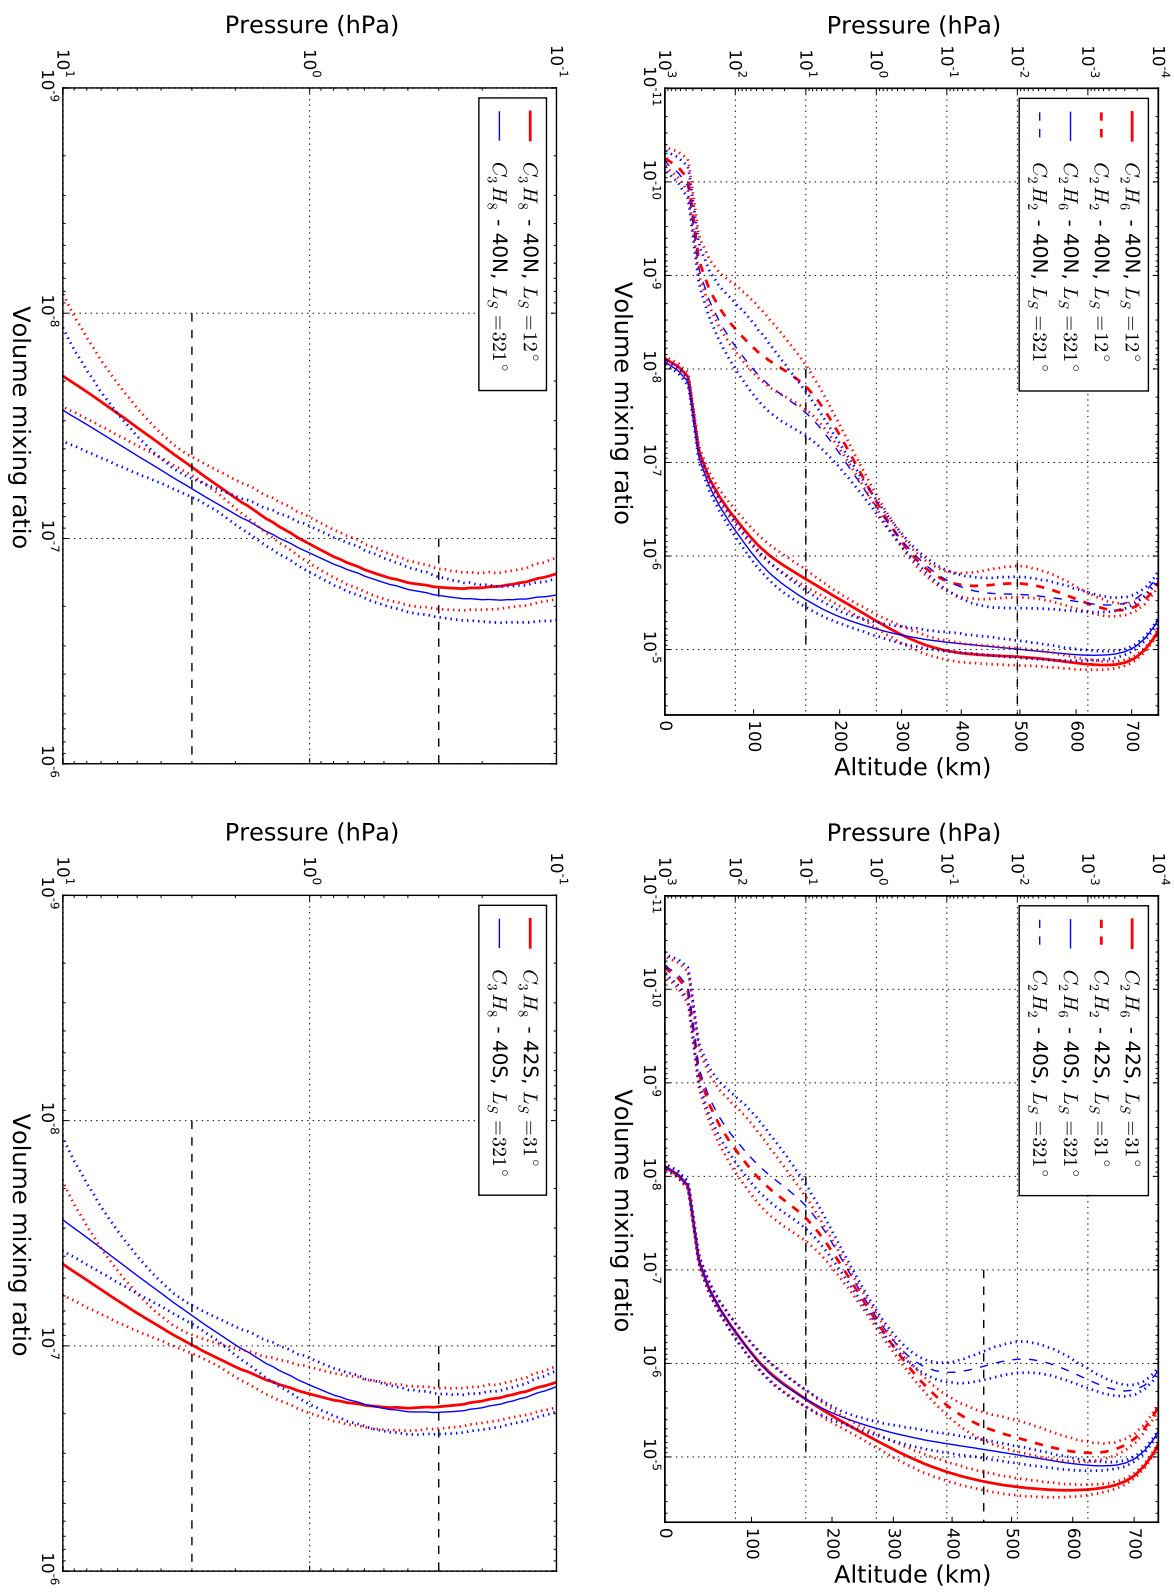 Pressure (hPa)
10⁻⁴
10⁻³
10⁻²
10⁻¹
10⁰
10¹
10²
10³
C₂H₆ - 40N, L_S = 12°
C₂H₂ - 40N, L_S = 12°
C₂H₆ - 40N, L_S = 321°
C₂H₂ - 40N, L_S = 321°
700
600
500
400
300
200
100
0
Altitude (km)
10⁻¹¹ 10⁻¹⁰ 10⁻⁹ 10⁻⁸ 10⁻⁷ 10⁻⁶ 10⁻⁵
Volume mixing ratio
Pressure (hPa)
10⁻⁴
10⁻³
10⁻²
10⁻¹
10⁰
10¹
10²
10³
C₂H₆ - 42S, L_S = 31°
C₂H₂ - 42S, L_S = 31°
C₂H₆ - 40S, L_S = 321°
C₂H₂ - 40S, L_S = 321°
700
600
500
400
300
200
100
0
Altitude (km)
10⁻¹¹ 10⁻¹⁰ 10⁻⁹ 10⁻⁸ 10⁻⁷ 10⁻⁶ 10⁻⁵
Volume mixing ratio
Pressure (hPa)
10⁻¹
10⁰
10¹
C₃H₈ - 40N, L_S = 12°
C₃H₈ - 40N, L_S = 321°
10⁻⁹ 10⁻⁸ 10⁻⁷ 10⁻⁶
Volume mixing ratio
Pressure (hPa)
10⁻¹
10⁰
10¹
C₃H₈ - 42S, L_S = 31°
C₃H₈ - 40S, L_S = 321°
10⁻⁹ 10⁻⁸ 10⁻⁷ 10⁻⁶
Volume mixing ratio